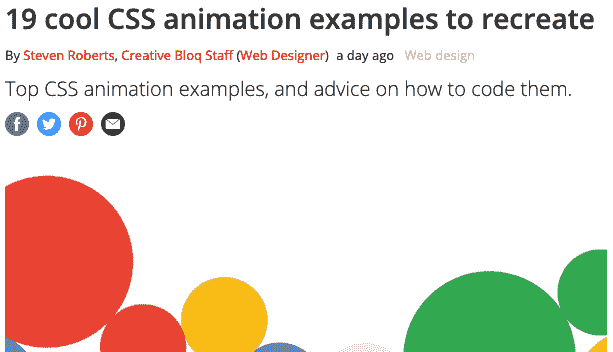 19 cool CSS animation examples to recreate
By Steven Roberts, Creative Bloq Staff (Web Designer) a day ago Web design
Top CSS animation examples, and advice on how to code them.